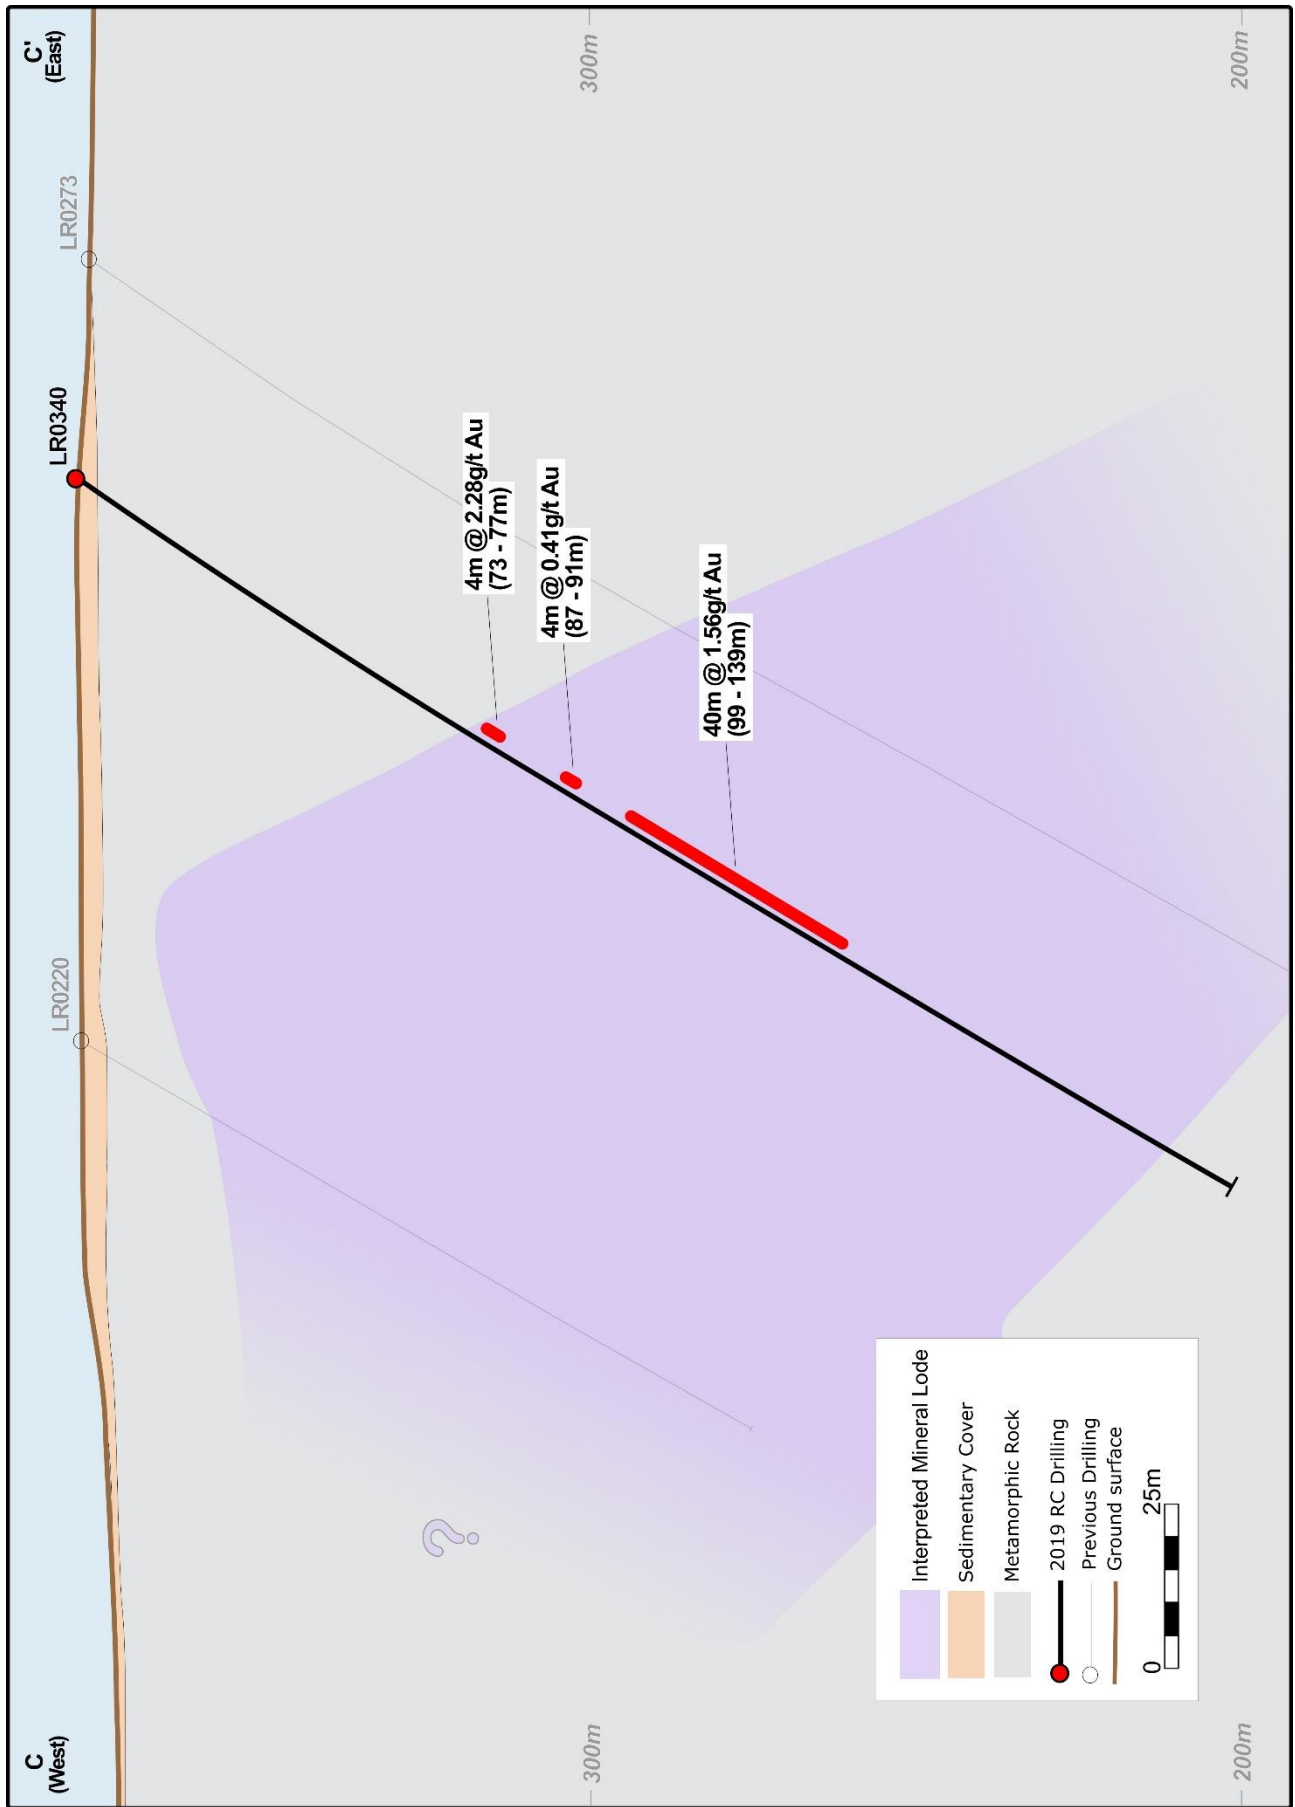 C
(West)
C'
(East)
LR0220
LR0340
LR0273
4m @ 2.28g/t Au
(73 - 77m)
4m @ 0.41g/t Au
(87 - 91m)
300m
300m
40m @ 1.56g/t Au
(99 - 139m)
?
Interpreted Mineral Lode
Sedimentary Cover
Metamorphic Rock
2019 RC Drilling
Previous Drilling
Ground surface
0
25m
200m
200m